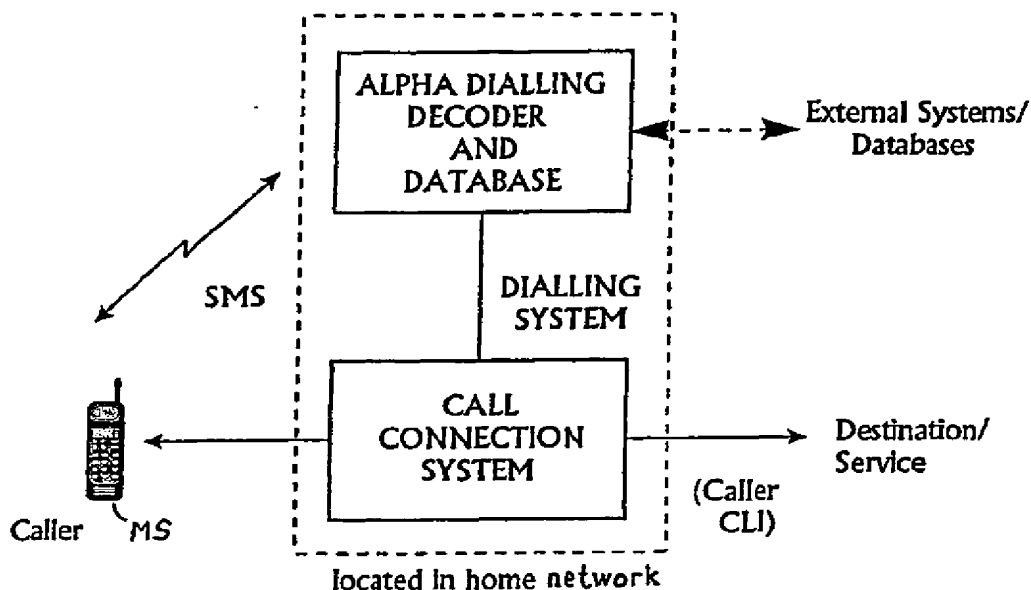 ALPHA DIALLING
DECODER
AND
DATABASE
External Systems/
Databases
SMS
DIALLING
SYSTEM
CALL
CONNECTION
SYSTEM
Destination/
Service
(Caller
CLI)
Caller
MS
located in home network